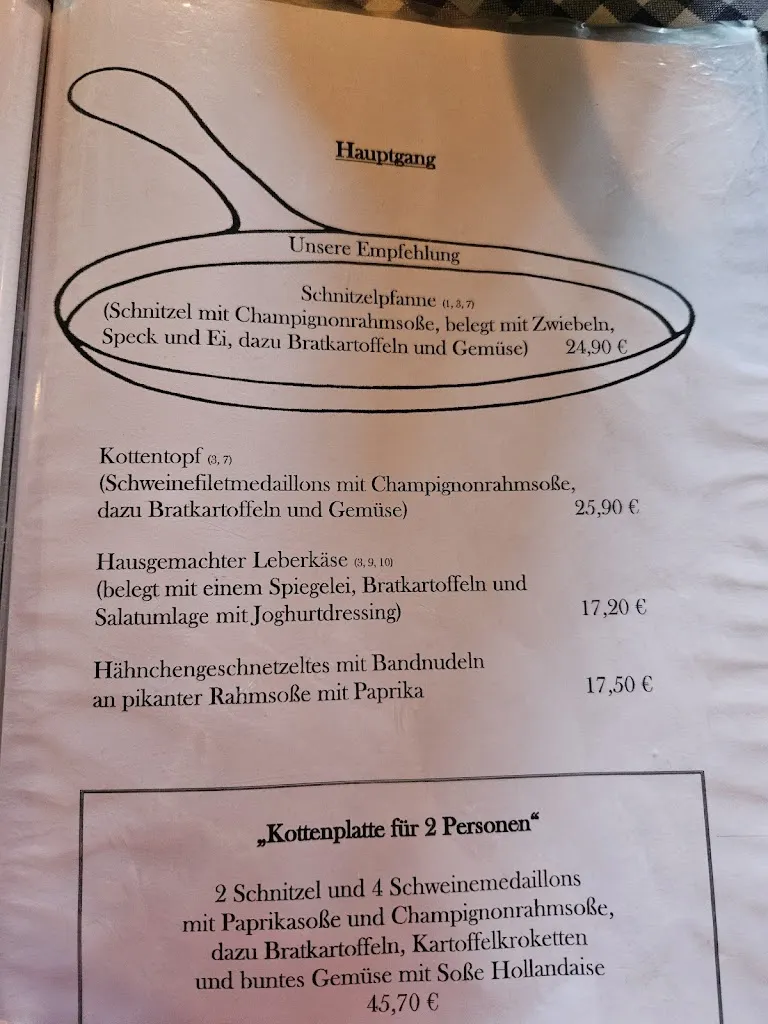 Hauptgang
Unsere Empfehlung
Schnitzelpfanne (1, 3, 7)
(Schnitzel mit Champignonrahmsoße, belegt mit Zwiebeln,
Speck und Ei, dazu Bratkartoffeln und Gemüse) 24,90 €
Kottentopf (3, 7)
(Schweinefiletmedaillons mit Champignonrahmsoße,
dazu Bratkartoffeln und Gemüse) 25,90 €
Hausgemachter Leberkäse (3, 9, 10)
(belegt mit einem Spiegelei, Bratkartoffeln und
Salatumlage mit Joghurtdressing) 17,20 €
Hähnchengeschnetzeltes mit Bandnudeln
an pikanter Rahmsoße mit Paprika 17,50 €
„Kottenplatte für 2 Personen“
2 Schnitzel und 4 Schweinemedaillons
mit Paprikasoße und Champignonrahmsoße,
dazu Bratkartoffeln, Kartoffelkroketten
und buntes Gemüse mit Soße Hollandaise
45,70 €